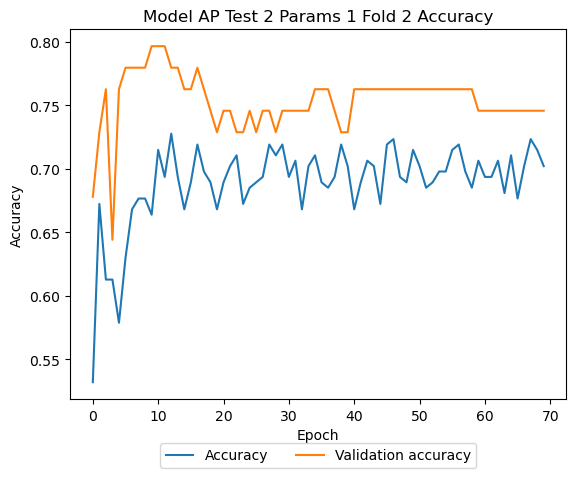 Model AP Test 2 Params 1 Fold 2 Accuracy
0.80
0.75
0.70
0.65
0.60
0.55
Accuracy
0 10 20 30 40 50 60 70
Epoch
Accuracy Validation accuracy